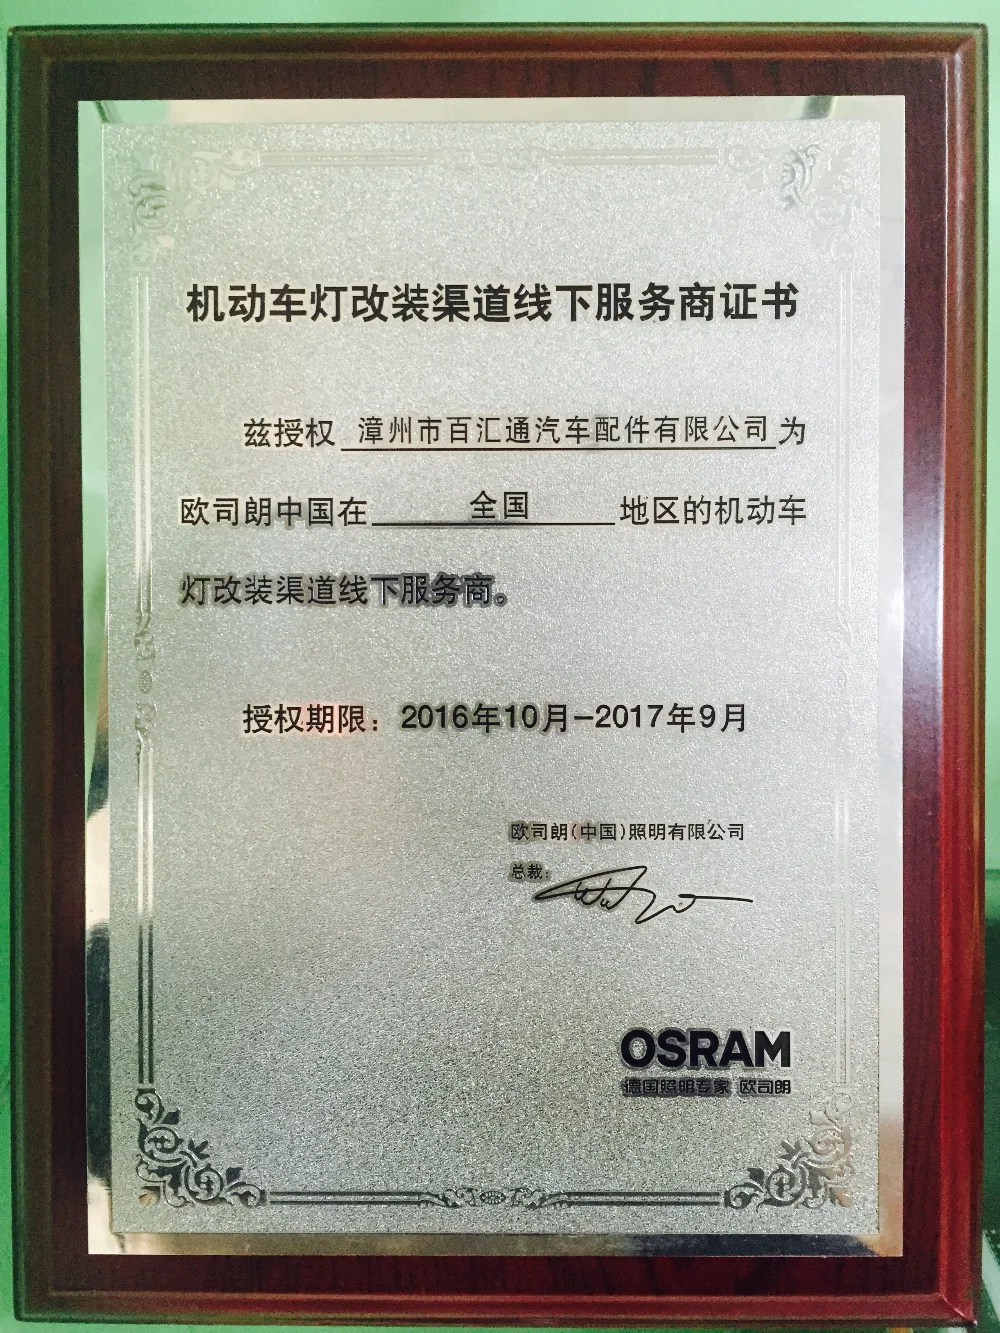 机动车灯改装渠道线下服务商证书
兹授权 漳州市百汇通汽车配件有限公司 为
欧司朗中国在 全国 地区的机动车
灯改装渠道线下服务商。
授权期限：2016年10月-2017年9月
欧司朗(中国)照明有限公司
总裁：
OSRAM
德国照明专家 欧司朗